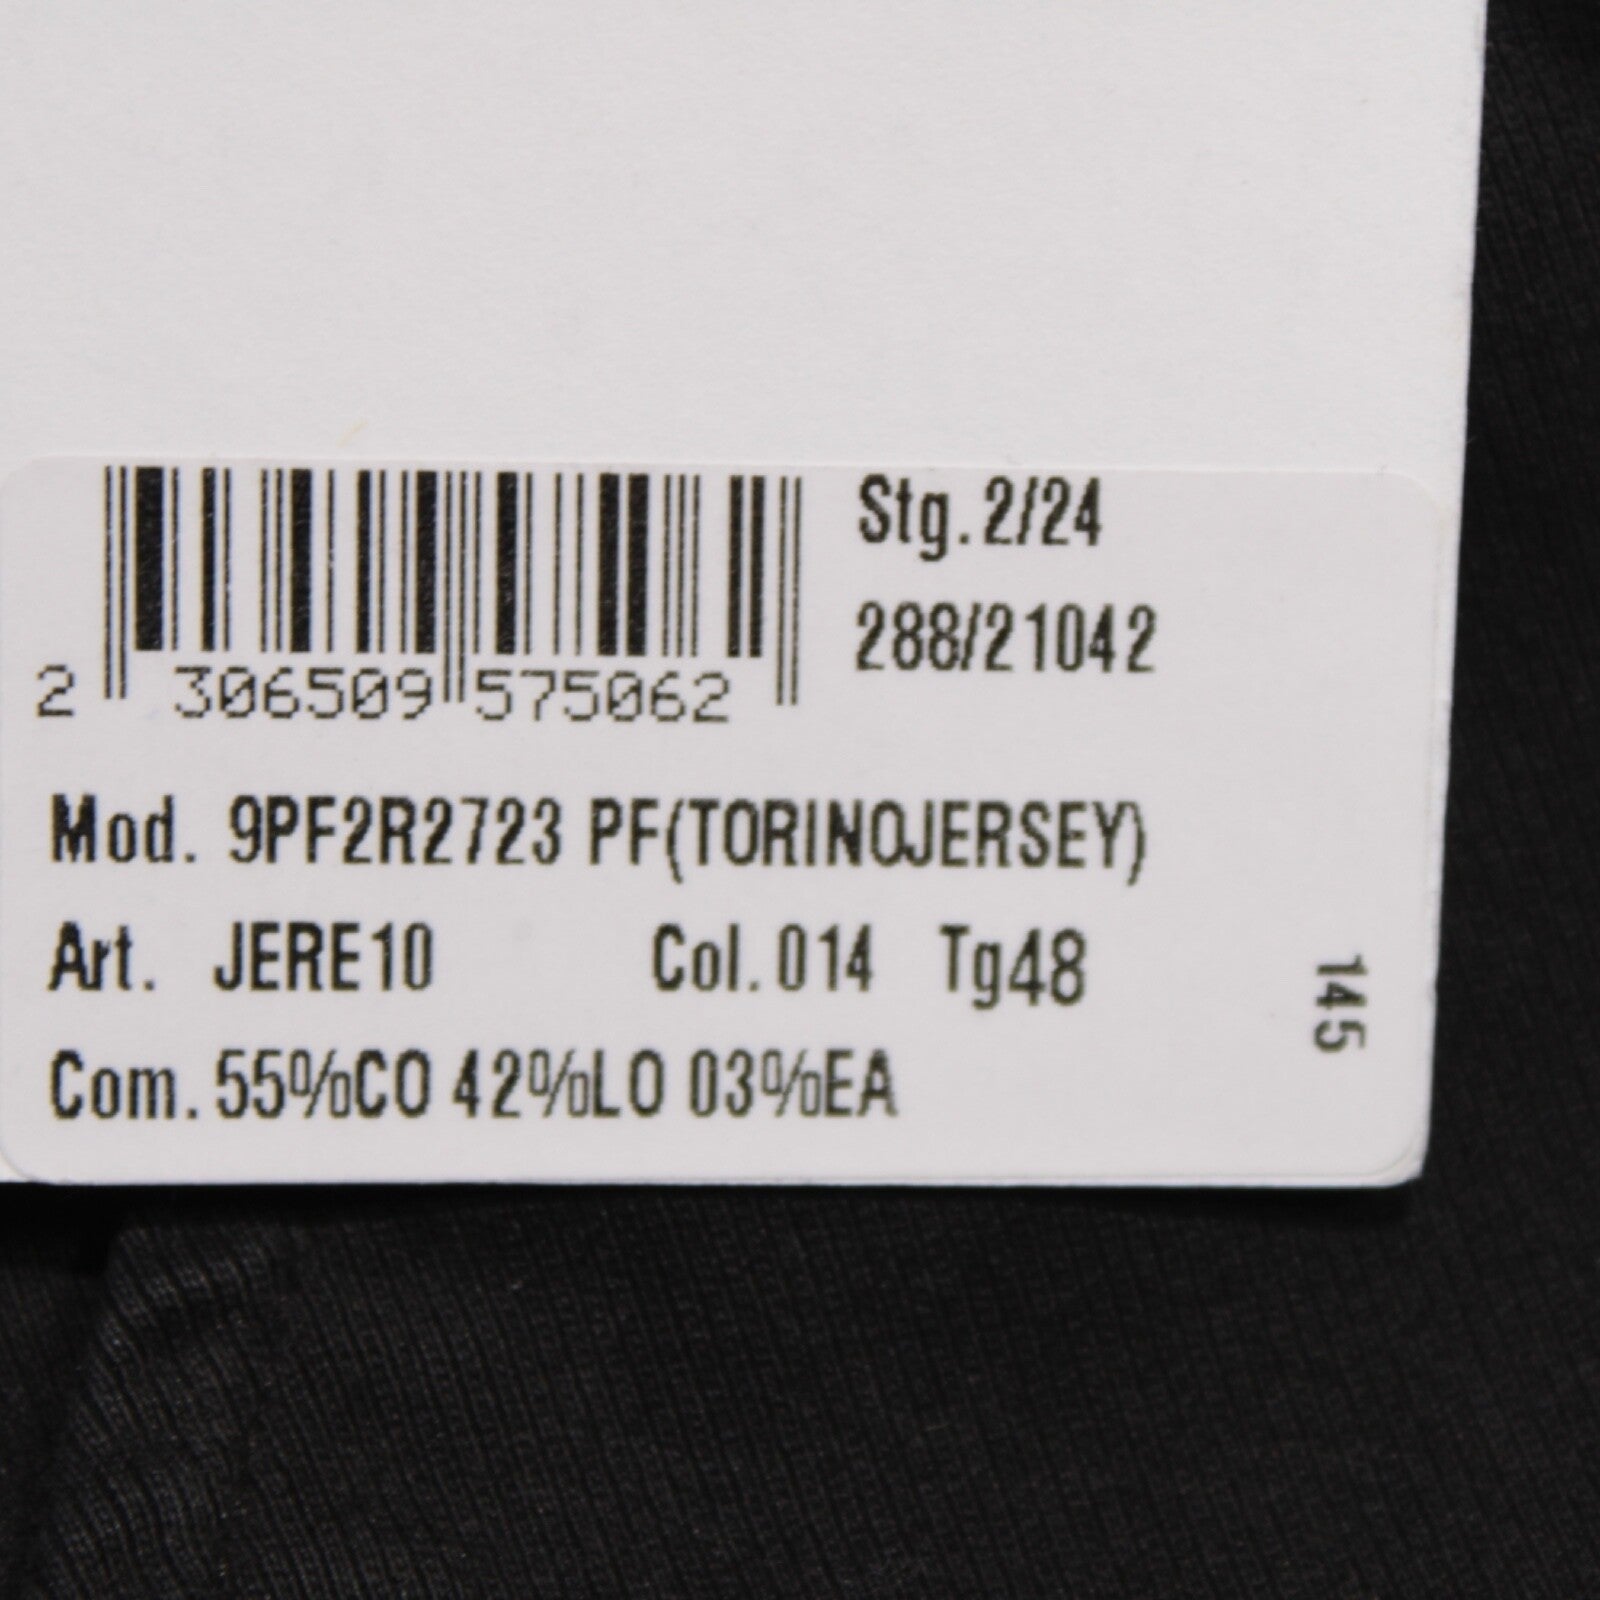 Stg.2/24
288/21042
2 306509 575062
Mod. 9PF2R2723 PF(TORINOJERSEY)
Art. JERE10 Col.014 Tg48
Com.55%CO 42%LO 03%EA
145